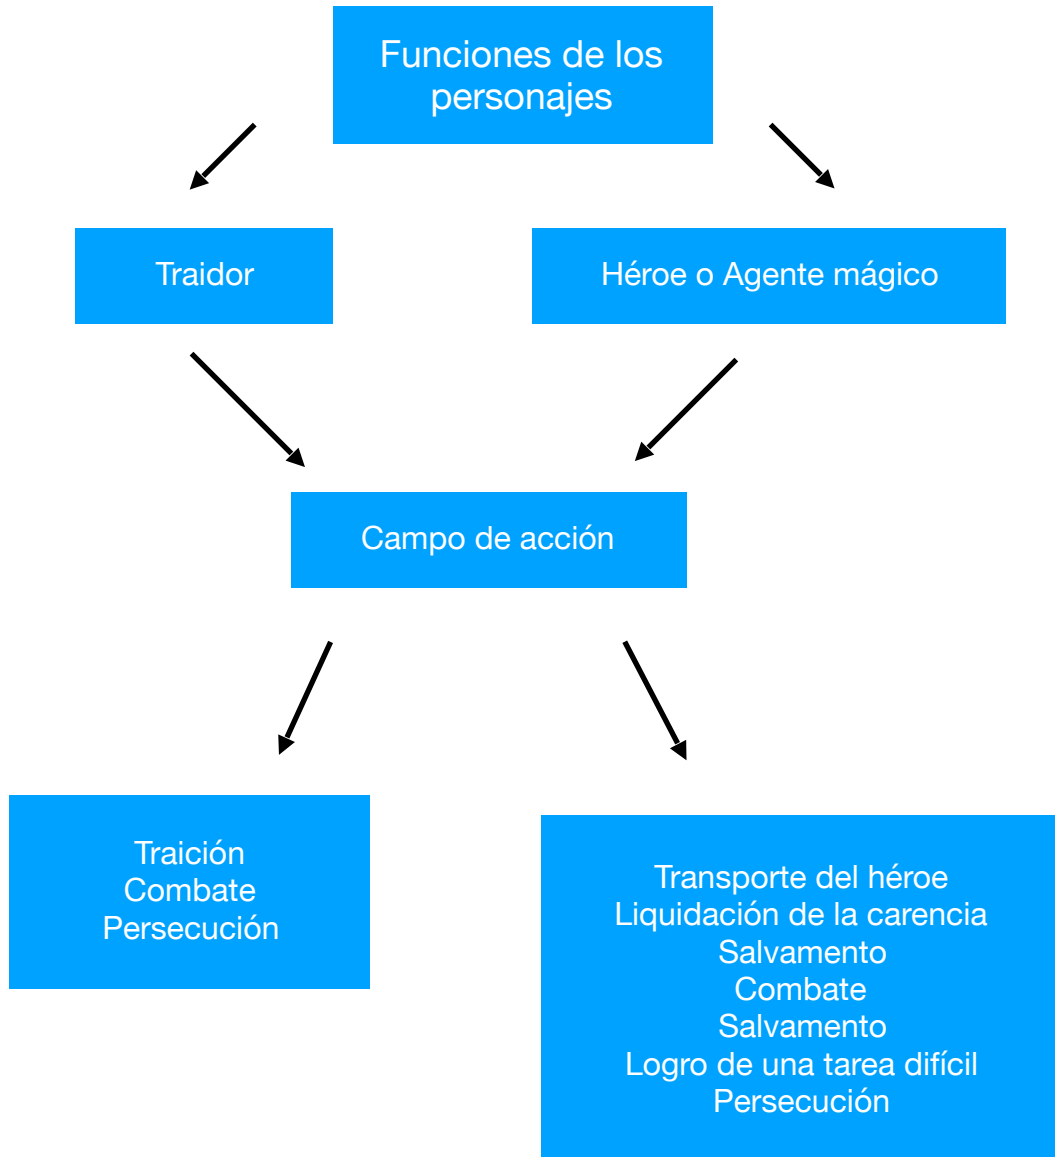 Funciones de los
personajes
Traidor
Héroe o Agente mágico
Campo de acción
Traición
Combate
Persecución
Transporte del héroe
Liquidación de la carencia
Salvamento
Combate
Salvamento
Logro de una tarea difícil
Persecución